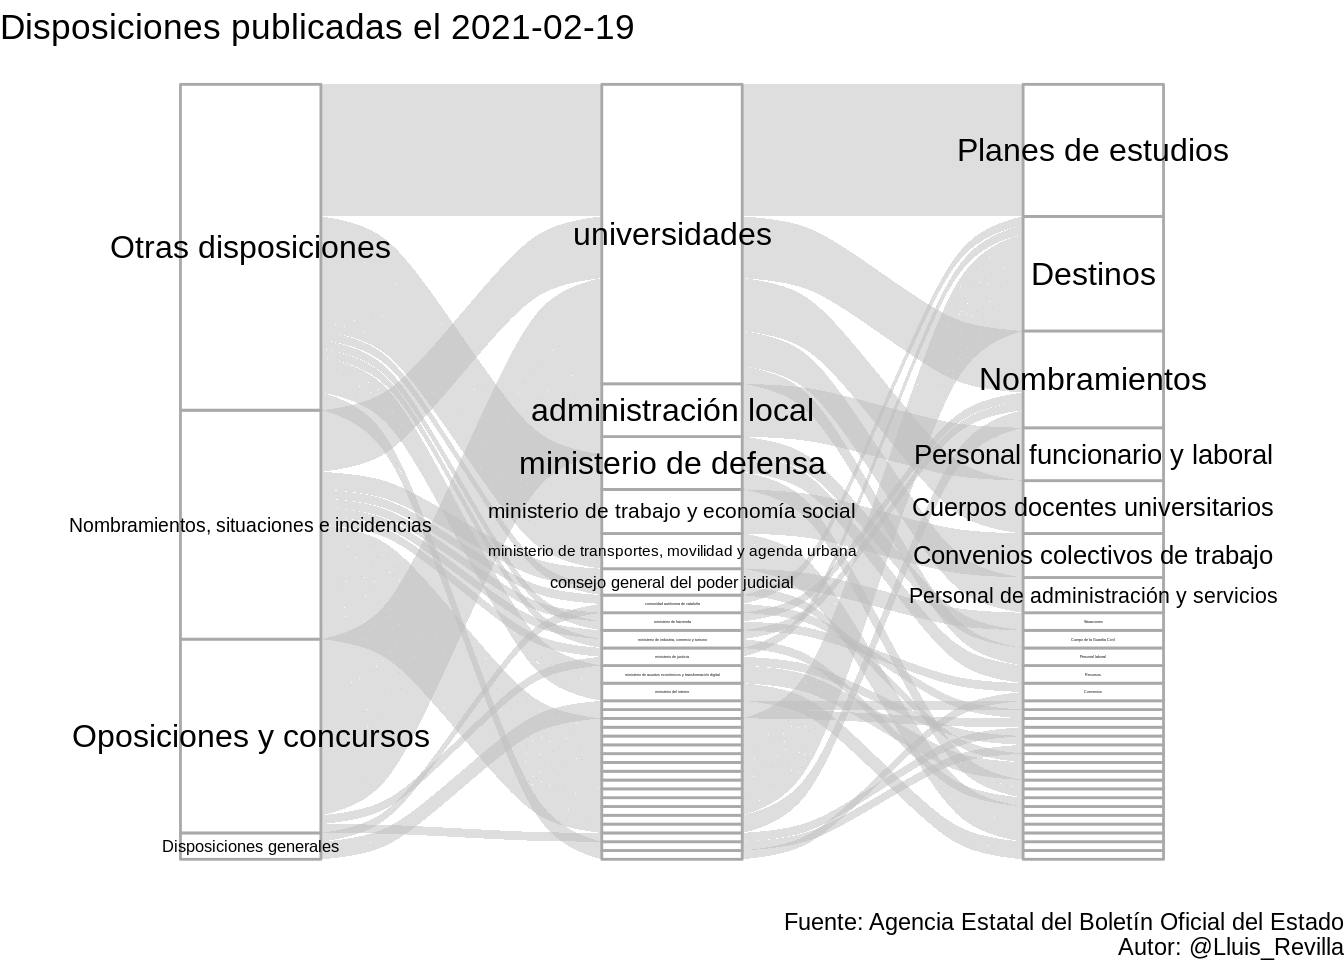 Disposiciones publicadas el 2021-02-19
Otras disposiciones
Nombramientos, situaciones e incidencias
Oposiciones y concursos
Disposiciones generales
universidades
administración local
ministerio de defensa
ministerio de trabajo y economía social
ministerio de transportes, movilidad y agenda urbana
consejo general del poder judicial
comunidad autónoma de cataluña
ministerio de hacienda
ministerio de industria, comercio y turismo
ministerio de justicia
ministerio de asuntos económicos y transformación digital
ministerio del interior
Planes de estudios
Destinos
Nombramientos
Personal funcionario y laboral
Cuerpos docentes universitarios
Convenios colectivos de trabajo
Personal de administración y servicios
Situaciones
Cuerpo de la Guardia Civil
Personal laboral
Recursos
Convenios
Fuente: Agencia Estatal del Boletín Oficial del Estado
Autor: @Lluis_Revilla